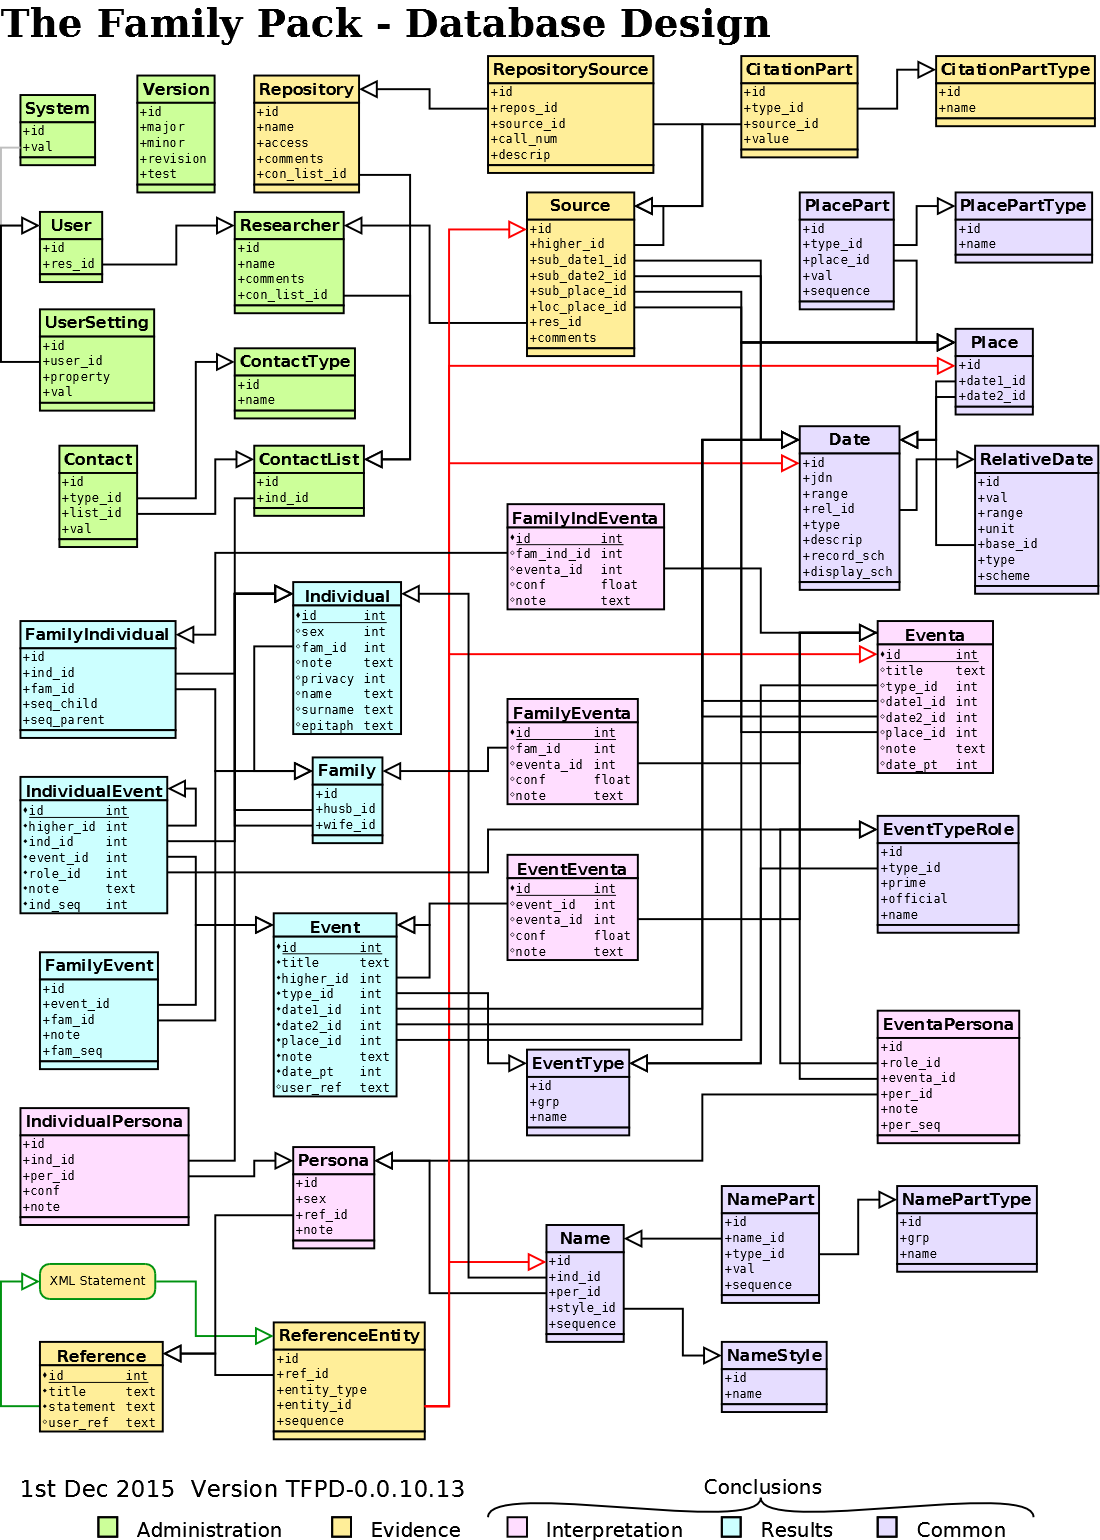 The Family Pack - Database Design
System
+id
+val
Version
+id
+major
+minor
+revision
+test
Repository
+id
+name
+access
+comments
+con_list_id
RepositorySource
+id
+repos_id
+source_id
+call_num
+descrip
CitationPart
+id
+type_id
+source_id
+value
CitationPartType
+id
+name
User
+id
+res_id
Researcher
+id
+name
+comments
+con_list_id
Source
+id
+higher_id
+sub_date1_id
+sub_date2_id
+sub_place_id
+loc_place_id
+res_id
+comments
PlacePart
+id
+type_id
+place_id
+val
+sequence
PlacePartType
+id
+name
UserSetting
+id
+user_id
+property
+val
ContactType
+id
+name
Place
+id
+date1_id
+date2_id
Contact
+id
+type_id
+list_id
+val
ContactList
+id
+ind_id
Date
+id
+jdn
+range
+rel_id
+type
+descrip
+record_sch
+display_sch
RelativeDate
+id
+val
+range
+unit
+base_id
+type
+scheme
FamilyIndEventa
id int
fam_ind_id int
eventa_id int
conf float
note text
Individual
id int
sex int
fam_id int
note text
privacy int
name text
surname text
epitaph text
FamilyIndividual
+id
+ind_id
+fam_id
+seq_child
+seq_parent
Eventa
id int
title text
type_id int
date1_id int
date2_id int
place_id int
note text
date_pt int
FamilyEventa
id int
fam_id int
eventa_id int
conf float
note text
Family
+id
+husb_id
+wife_id
IndividualEvent
id int
higher_id int
ind_id int
event_id int
role_id int
note text
ind_seq int
EventTypeRole
+id
+type_id
+prime
+official
+name
EventEventa
id int
event_id int
eventa_id int
conf float
note text
Event
id int
title text
higher_id int
type_id int
date1_id int
date2_id int
place_id int
note text
date_pt int
user_ref text
FamilyEvent
+id
+event_id
+fam_id
+note
+fam_seq
EventType
+id
+grp
+name
EventaPersona
+id
+role_id
+eventa_id
+per_id
+note
+per_seq
IndividualPersona
+id
+ind_id
+per_id
+conf
+note
Persona
+id
+sex
+ref_id
+note
NamePart
+id
+name_id
+type_id
+val
+sequence
NamePartType
+id
+grp
+name
Name
+id
+ind_id
+per_id
+style_id
+sequence
XML Statement
Reference
id int
title text
statement text
user_ref text
ReferenceEntity
+id
+ref_id
+entity_type
+entity_id
+sequence
NameStyle
+id
+name
1st Dec 2015 Version TFPD-0.0.10.13
Conclusions
Administration
Evidence
Interpretation
Results
Common